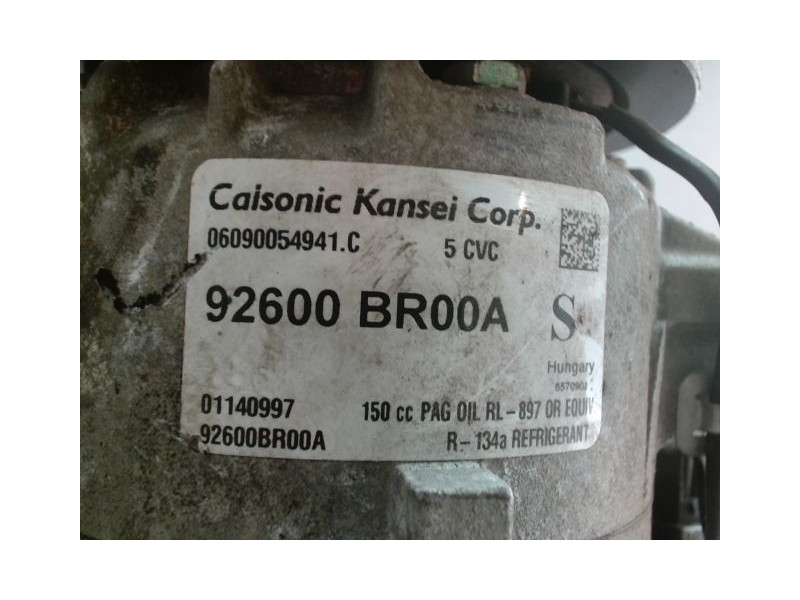 Calsonic Kansei Corp.
06090054941.C 5 CVC
92600 BR00A S
Hungary
01140997 150 cc PAG OIL RL-897 OR EQUIV
92600BR00A R-134a REFRIGERANT